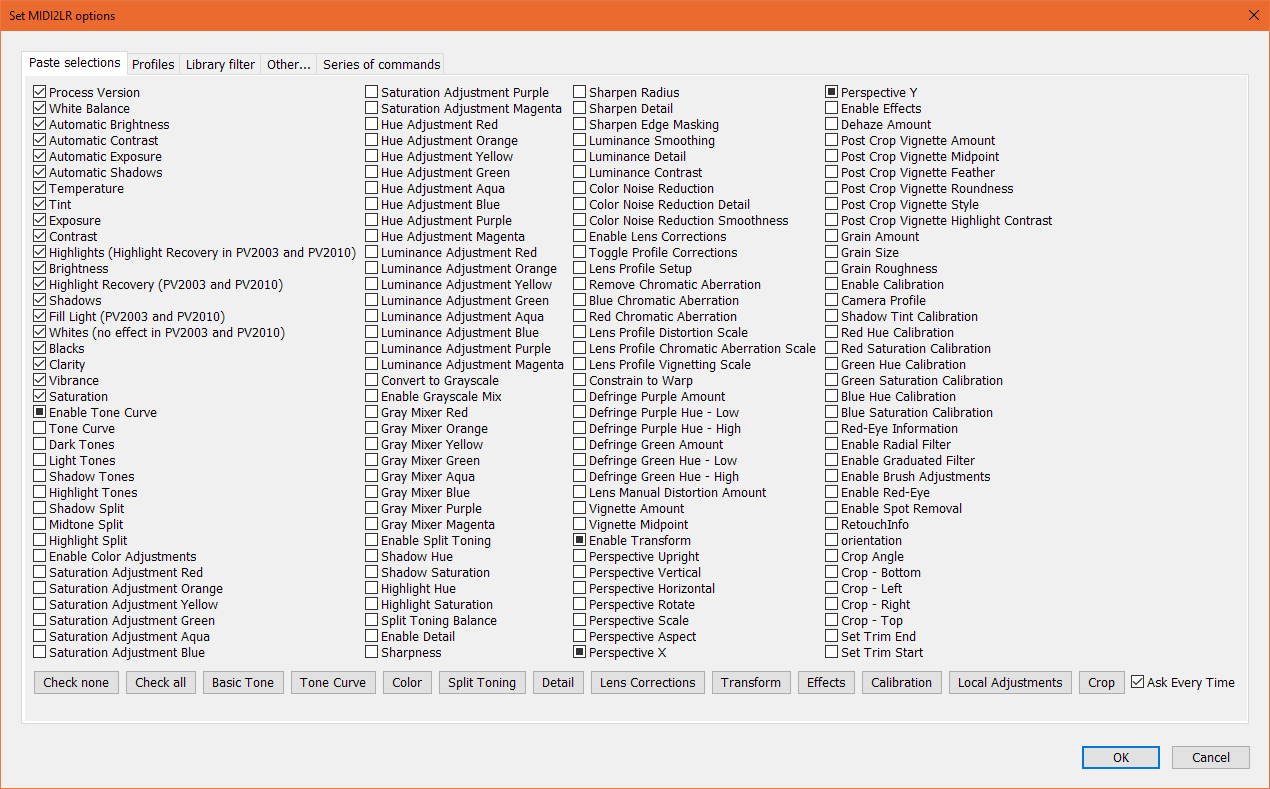 Set MIDI2LR options
Paste selections
Profiles
Library filter
Other...
Series of commands
Process Version
White Balance
Automatic Brightness
Automatic Contrast
Automatic Exposure
Automatic Shadows
Temperature
Tint
Exposure
Contrast
Highlights (Highlight Recovery in PV2003 and PV2010)
Brightness
Highlight Recovery (PV2003 and PV2010)
Shadows
Fill Light (PV2003 and PV2010)
Whites (no effect in PV2003 and PV2010)
Blacks
Clarity
Vibrance
Saturation
Enable Tone Curve
Tone Curve
Dark Tones
Light Tones
Shadow Tones
Highlight Tones
Shadow Split
Midtone Split
Highlight Split
Enable Color Adjustments
Saturation Adjustment Red
Saturation Adjustment Orange
Saturation Adjustment Yellow
Saturation Adjustment Green
Saturation Adjustment Aqua
Saturation Adjustment Blue
Saturation Adjustment Purple
Saturation Adjustment Magenta
Hue Adjustment Red
Hue Adjustment Orange
Hue Adjustment Yellow
Hue Adjustment Green
Hue Adjustment Aqua
Hue Adjustment Blue
Hue Adjustment Purple
Hue Adjustment Magenta
Luminance Adjustment Red
Luminance Adjustment Orange
Luminance Adjustment Yellow
Luminance Adjustment Green
Luminance Adjustment Aqua
Luminance Adjustment Blue
Luminance Adjustment Purple
Luminance Adjustment Magenta
Convert to Grayscale
Enable Grayscale Mix
Gray Mixer Red
Gray Mixer Orange
Gray Mixer Yellow
Gray Mixer Green
Gray Mixer Aqua
Gray Mixer Blue
Gray Mixer Purple
Gray Mixer Magenta
Enable Split Toning
Shadow Hue
Shadow Saturation
Highlight Hue
Highlight Saturation
Split Toning Balance
Enable Detail
Sharpness
Sharpen Radius
Sharpen Detail
Sharpen Edge Masking
Luminance Smoothing
Luminance Detail
Luminance Contrast
Color Noise Reduction
Color Noise Reduction Detail
Color Noise Reduction Smoothness
Enable Lens Corrections
Toggle Profile Corrections
Lens Profile Setup
Remove Chromatic Aberration
Blue Chromatic Aberration
Red Chromatic Aberration
Lens Profile Distortion Scale
Lens Profile Chromatic Aberration Scale
Lens Profile Vignetting Scale
Constrain to Warp
Defringe Purple Amount
Defringe Purple Hue - Low
Defringe Purple Hue - High
Defringe Green Amount
Defringe Green Hue - Low
Defringe Green Hue - High
Lens Manual Distortion Amount
Vignette Amount
Vignette Midpoint
Enable Transform
Perspective Upright
Perspective Vertical
Perspective Horizontal
Perspective Rotate
Perspective Scale
Perspective Aspect
Perspective X
Perspective Y
Enable Effects
Dehaze Amount
Post Crop Vignette Amount
Post Crop Vignette Midpoint
Post Crop Vignette Feather
Post Crop Vignette Roundness
Post Crop Vignette Style
Post Crop Vignette Highlight Contrast
Grain Amount
Grain Size
Grain Roughness
Enable Calibration
Camera Profile
Shadow Tint Calibration
Red Hue Calibration
Red Saturation Calibration
Green Hue Calibration
Green Saturation Calibration
Blue Hue Calibration
Blue Saturation Calibration
Red-Eye Information
Enable Radial Filter
Enable Graduated Filter
Enable Brush Adjustments
Enable Red-Eye
Enable Spot Removal
RetouchInfo
orientation
Crop Angle
Crop - Bottom
Crop - Left
Crop - Right
Crop - Top
Set Trim End
Set Trim Start
Check none
Check all
Basic Tone
Tone Curve
Color
Split Toning
Detail
Lens Corrections
Transform
Effects
Calibration
Local Adjustments
Crop
Ask Every Time
OK
Cancel